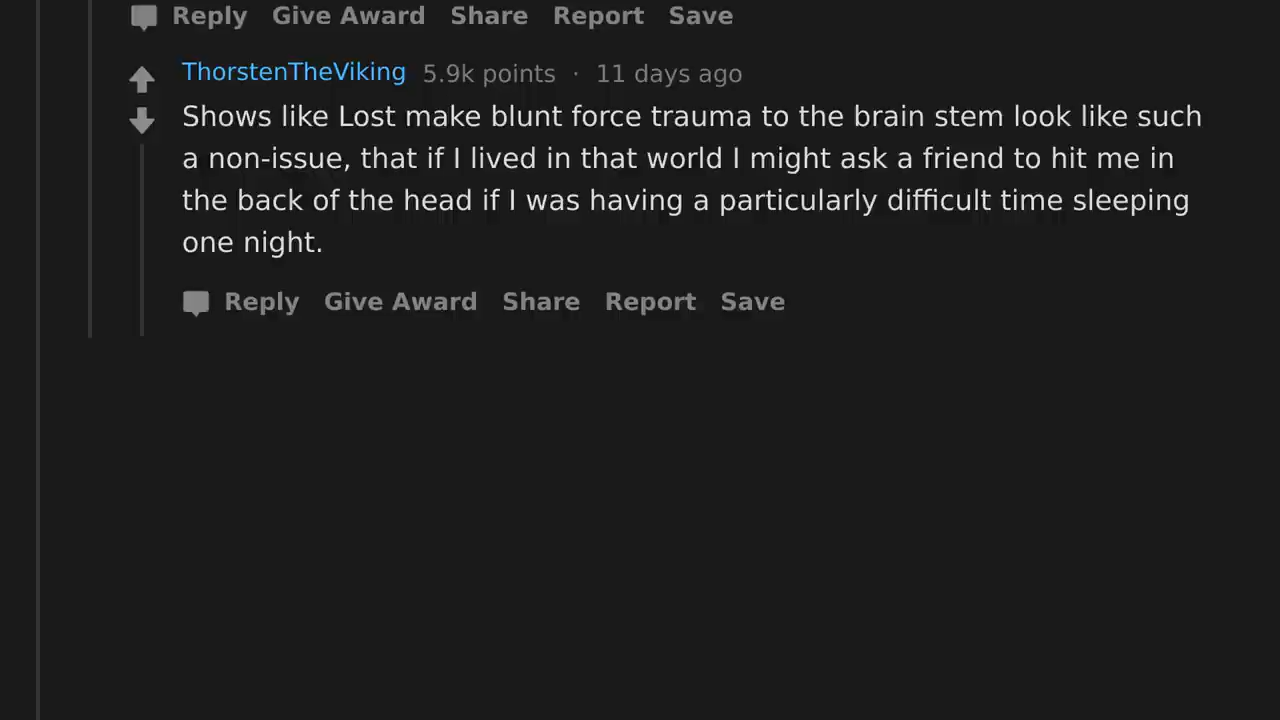 Reply Give Award Share Report Save
ThorstenTheViking 5.9k points · 11 days ago
Shows like Lost make blunt force trauma to the brain stem look like such
a non-issue, that if I lived in that world I might ask a friend to hit me in
the back of the head if I was having a particularly difficult time sleeping
one night.
Reply Give Award Share Report Save